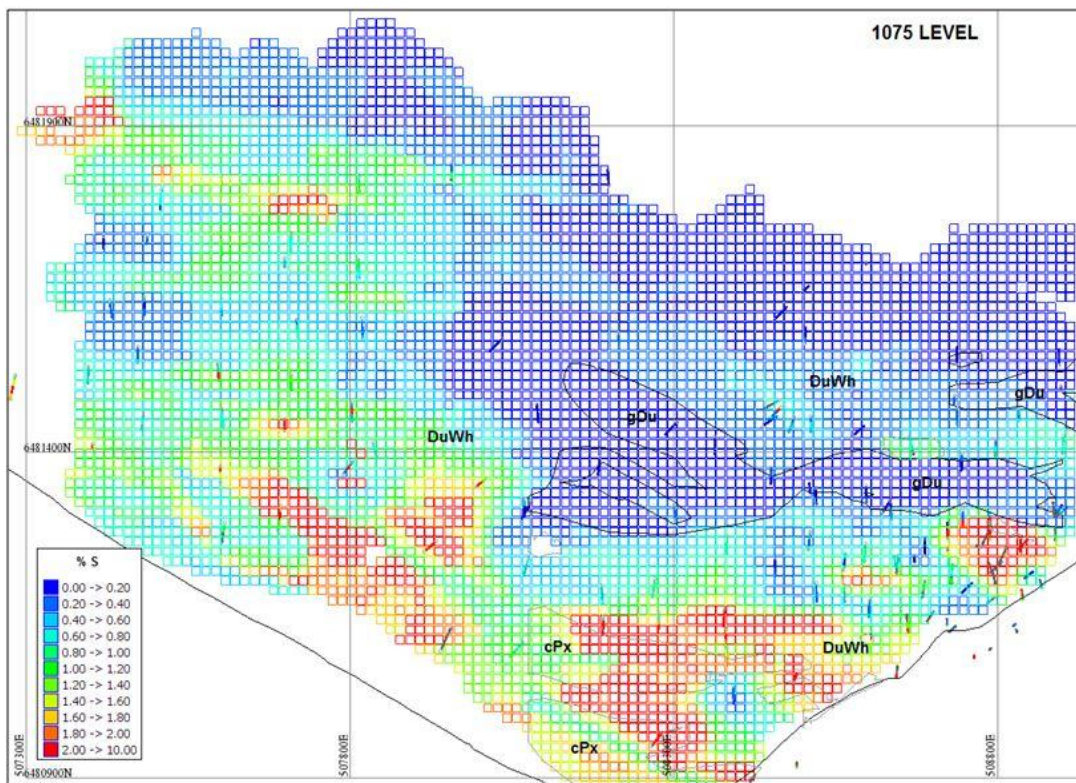 1075 LEVEL
6481900N
DuWh
gDu
gDu
DuWh
6481400N
gDu
% S
0.00 -> 0.20
0.20 -> 0.40
0.40 -> 0.60
0.60 -> 0.80
0.80 -> 1.00
1.00 -> 1.20
1.20 -> 1.40
1.40 -> 1.60
1.60 -> 1.80
1.80 -> 2.00
2.00 -> 10.00
cPx
DuWh
cPx
507300E
507800E
508800E
6480900N